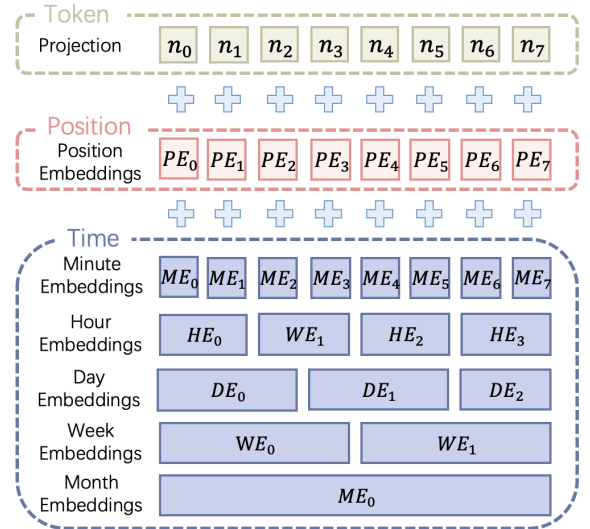 Token
Projection n₀ n₁ n₂ n₃ n₄ n₅ n₆ n₇
Position
Position Embeddings PE₀ PE₁ PE₂ PE₃ PE₄ PE₅ PE₆ PE₇
Time
Minute Embeddings ME₀ ME₁ ME₂ ME₃ ME₄ ME₅ ME₆ ME₇
Hour Embeddings HE₀ WE₁ HE₂ HE₃
Day Embeddings DE₀ DE₁ DE₂
Week Embeddings WE₀ WE₁
Month Embeddings ME₀